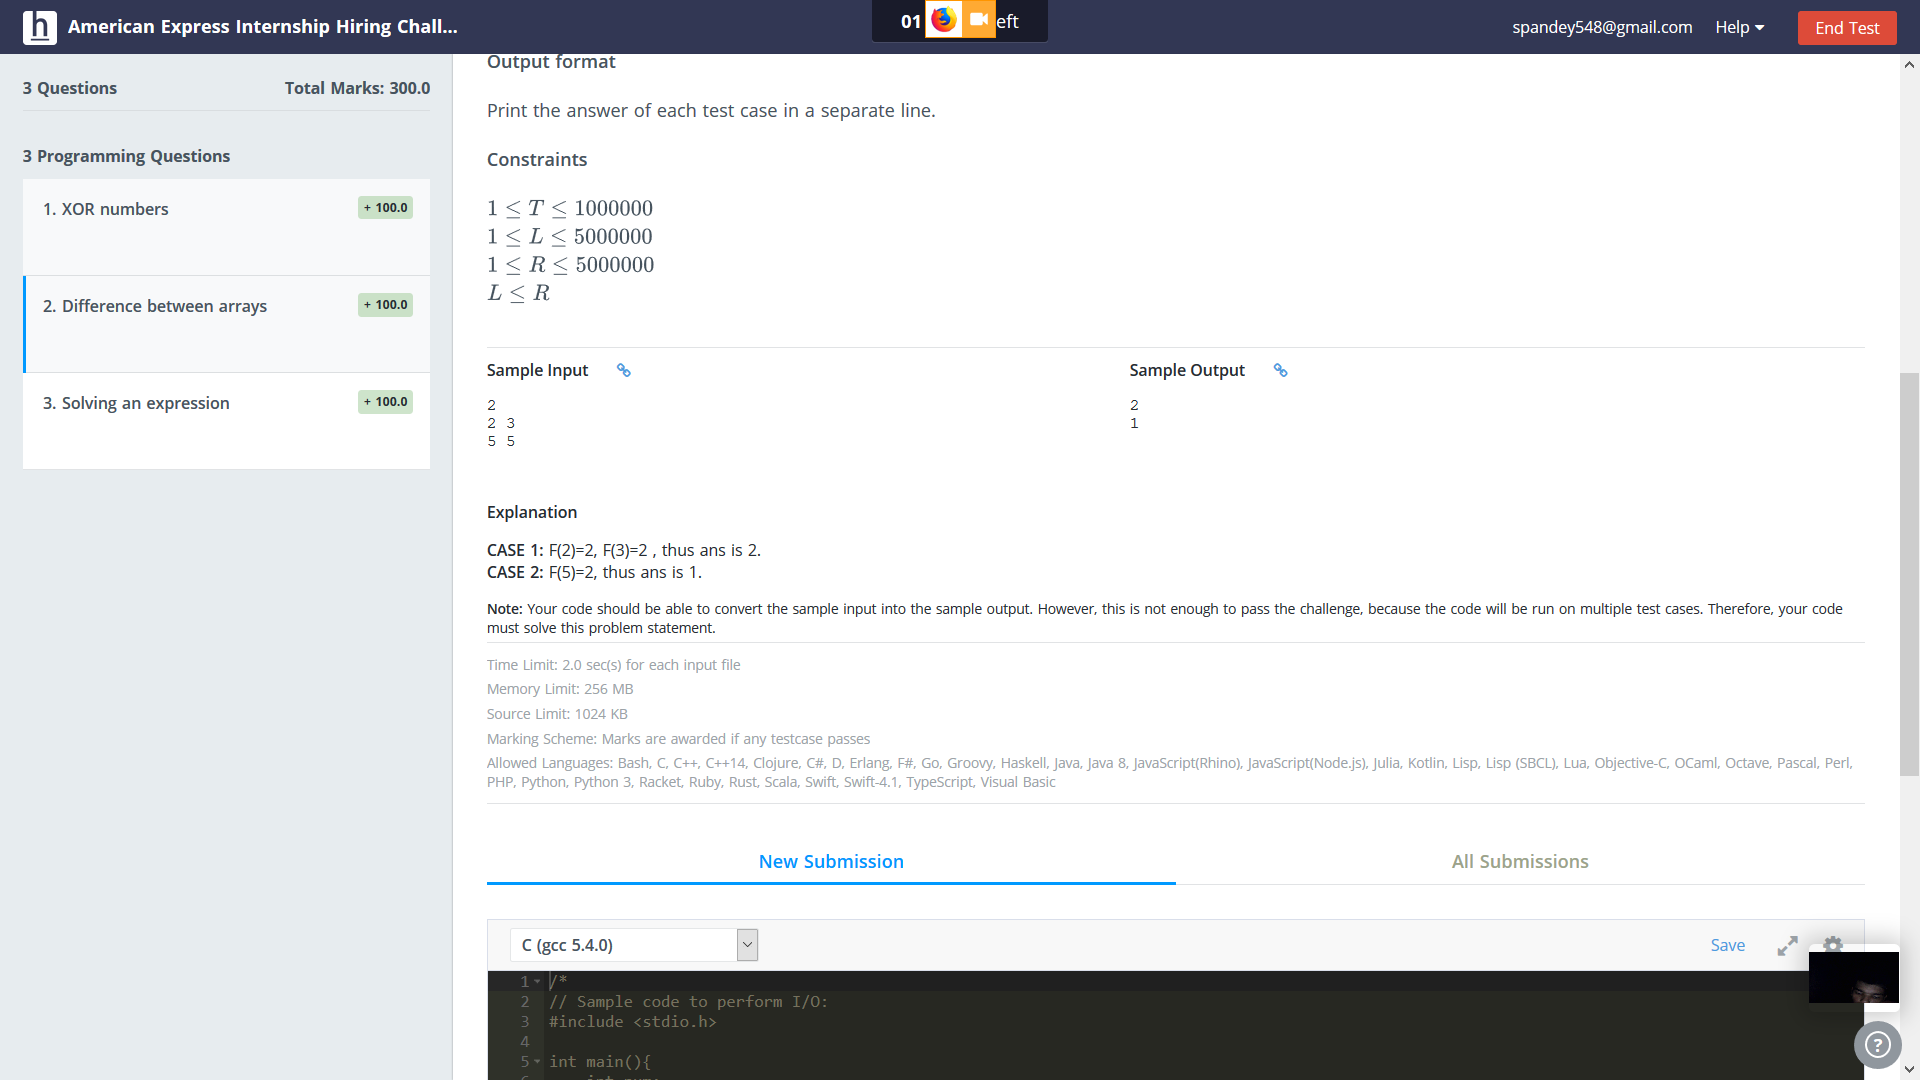 h American Express Internship Hiring Chall...
01 eft
spandey548@gmail.com Help End Test
3 Questions Total Marks: 300.0
3 Programming Questions
1. XOR numbers + 100.0
2. Difference between arrays + 100.0
3. Solving an expression + 100.0
Output format
Print the answer of each test case in a separate line.
Constraints
1 ≤ T ≤ 1000000
1 ≤ L ≤ 5000000
1 ≤ R ≤ 5000000
L ≤ R
Sample Input
2
2 3
5 5
Sample Output
2
1
Explanation
CASE 1: F(2)=2, F(3)=2 , thus ans is 2.
CASE 2: F(5)=2, thus ans is 1.
Note: Your code should be able to convert the sample input into the sample output. However, this is not enough to pass the challenge, because the code will be run on multiple test cases. Therefore, your code
must solve this problem statement.
Time Limit: 2.0 sec(s) for each input file
Memory Limit: 256 MB
Source Limit: 1024 KB
Marking Scheme: Marks are awarded if any testcase passes
Allowed Languages: Bash, C, C++, C++14, Clojure, C#, D, Erlang, F#, Go, Groovy, Haskell, Java, Java 8, JavaScript(Rhino), JavaScript(Node.js), Julia, Kotlin, Lisp, Lisp (SBCL), Lua, Objective-C, OCaml, Octave, Pascal, Perl,
PHP, Python, Python 3, Racket, Ruby, Rust, Scala, Swift, Swift-4.1, TypeScript, Visual Basic
New Submission All Submissions
C (gcc 5.4.0) Save
1 /*
2 // Sample code to perform I/O:
3 #include <stdio.h>
4
5 int main(){
?